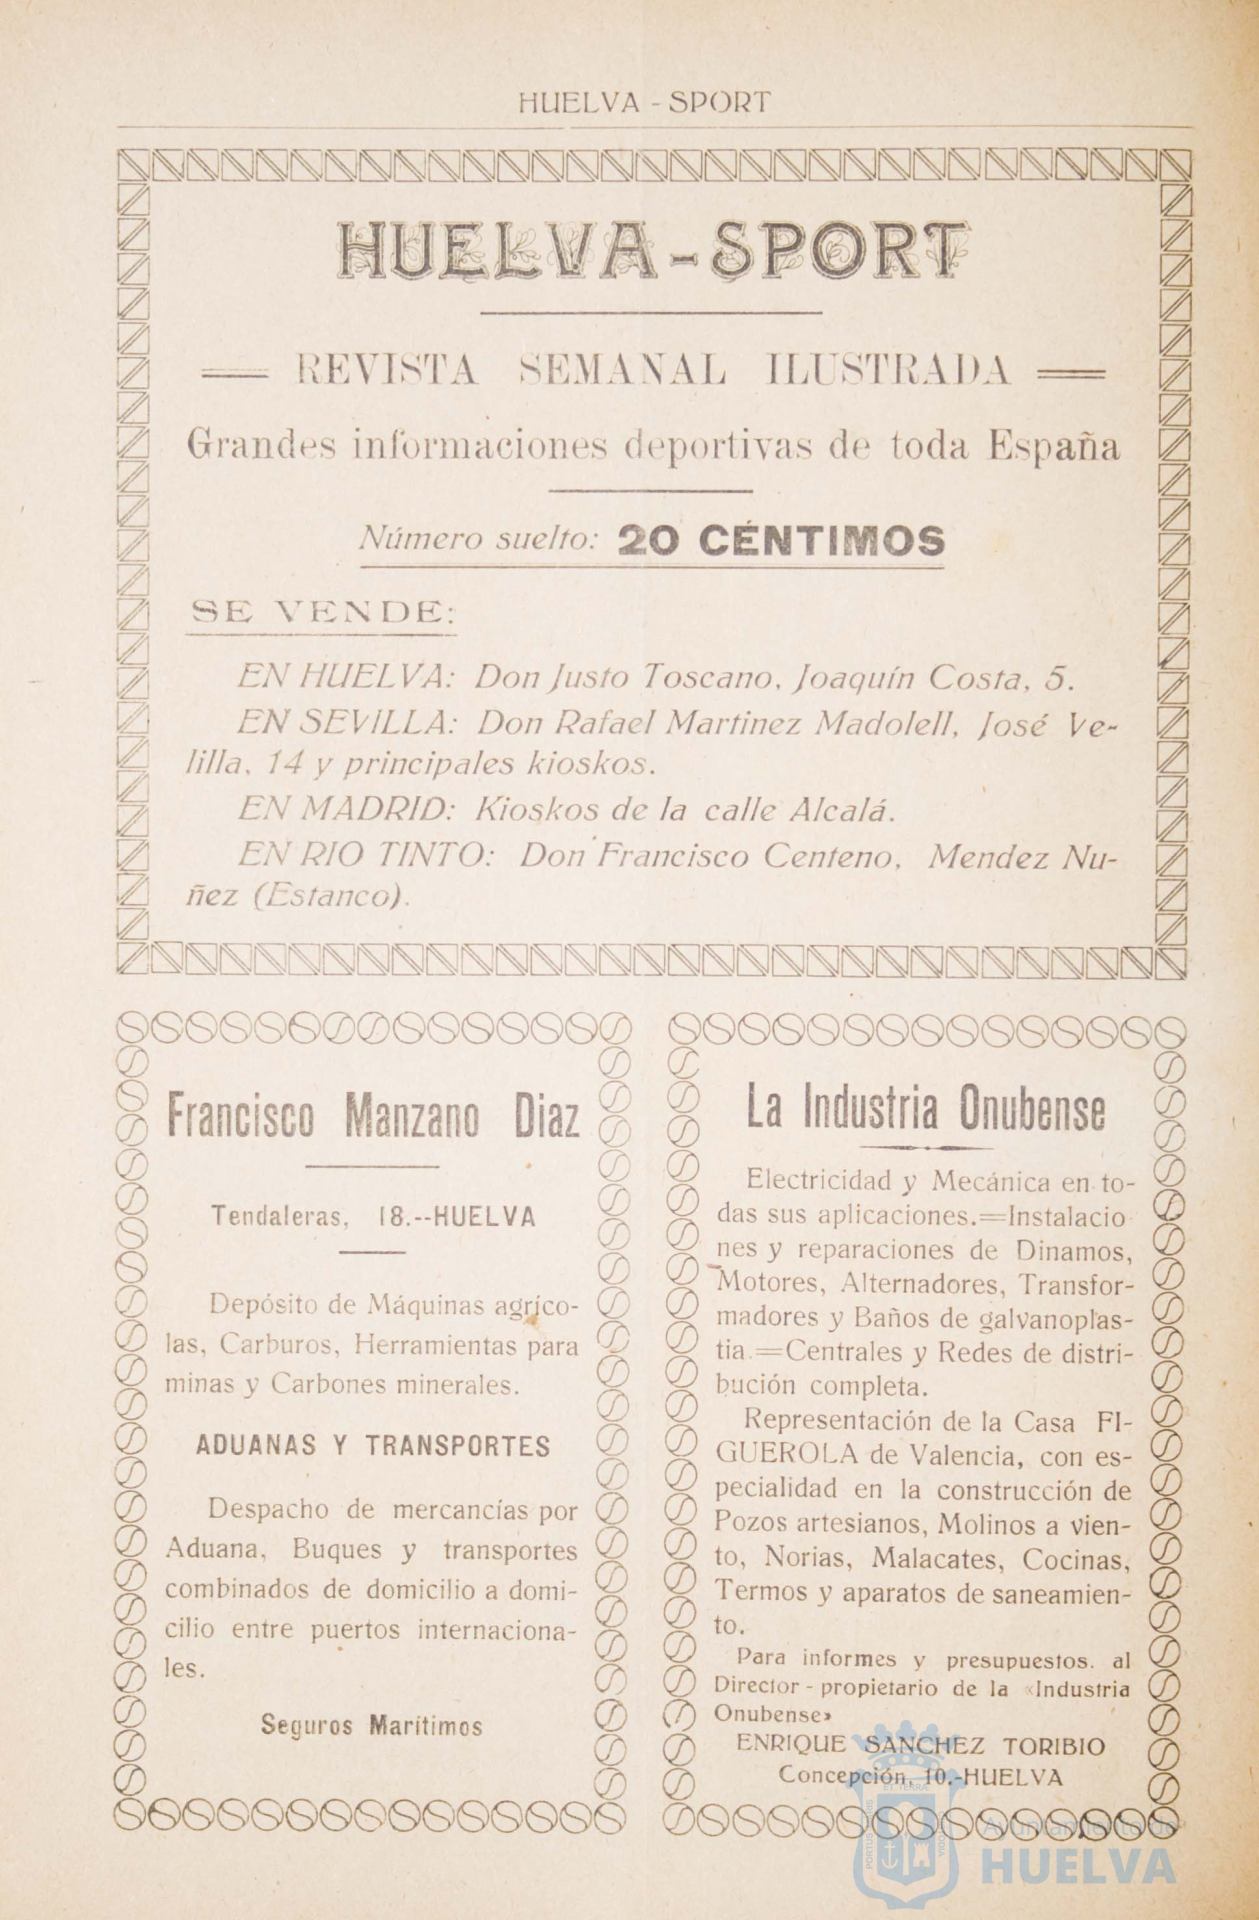 HUELVA - SPORT
HUELVA-SPORT
REVISTA SEMANAL ILUSTRADA
Grandes informaciones deportivas de toda España
Número suelto: 20 CÉNTIMOS
SE VENDE:
EN HUELVA: Don Justo Toscano, Joaquín Costa, 5.
EN SEVILLA: Don Rafael Martinez Madolell, José Ve-
lilla, 14 y principales kioskos.
EN MADRID: Kioskos de la calle Alcalá.
EN RIO TINTO: Don Francisco Centeno, Mendez Nu-
ñez (Estanco).
Francisco Manzano Diaz
Tendaleras, 18.--HUELVA
Depósito de Máquinas agríco-
las, Carburos, Herramientas para
minas y Carbones minerales.
ADUANAS Y TRANSPORTES
Despacho de mercancías por
Aduana, Buques y transportes
combinados de domicilio a domi-
cilio entre puertos internaciona-
les.
Seguros Marítimos
La Industria Onubense
Electricidad y Mecánica en to-
das sus aplicaciones.=Instalacio
nes y reparaciones de Dinamos,
Motores, Alternadores, Transfor-
madores y Baños de galvanoplas-
tia.=Centrales y Redes de distri-
bución completa.
Representación de la Casa FI-
GUEROLA de Valencia, con es-
pecialidad en la construcción de
Pozos artesianos, Molinos a vien-
to, Norias, Malacates, Cocinas,
Termos y aparatos de saneamien-
to.
Para informes y presupuestos. al
Director - propietario de la «Industria
Onubense»
ENRIQUE SANCHEZ TORIBIO
Concepción, 10.-HUELVA
Ayuntamiento de
HUELVA